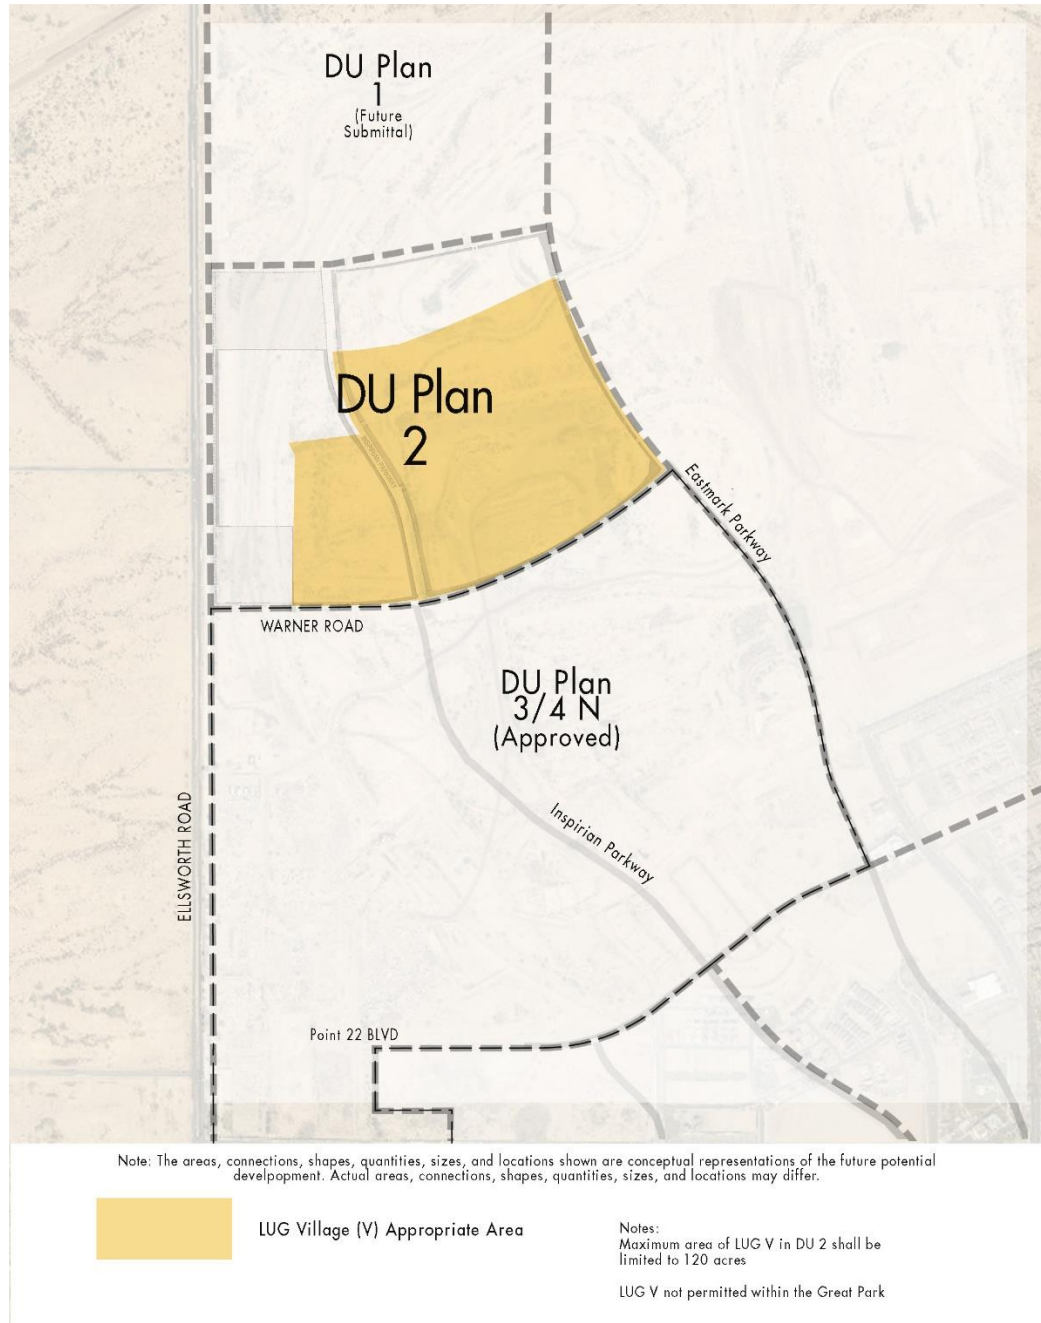 DU Plan
1
(Future
Submittal)
DU Plan
2
INSPIRIAN PARKWAY
Eastmark Parkway
WARNER ROAD
DU Plan
3/4 N
(Approved)
ELLSWORTH ROAD
Inspirian Parkway
Point 22 BLVD
Note: The areas, connections, shapes, quantities, sizes, and locations shown are conceptual representations of the future potential
develpopment. Actual areas, connections, shapes, quantities, sizes, and locations may differ.
LUG Village (V) Appropriate Area
Notes:
Maximum area of LUG V in DU 2 shall be
limited to 120 acres
LUG V not permitted within the Great Park